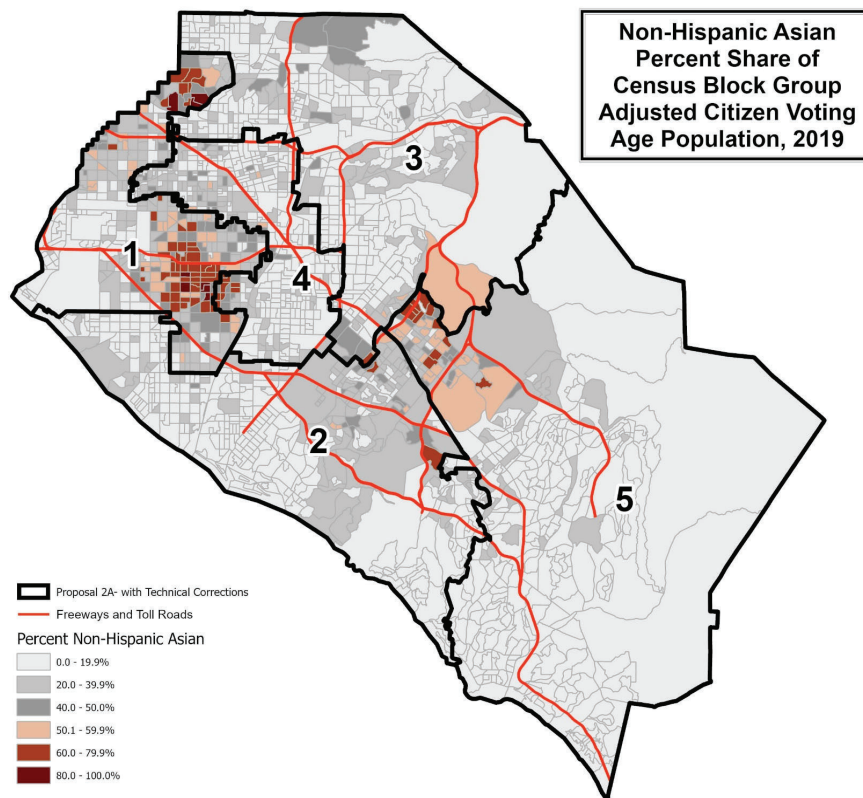 Non-Hispanic Asian
Percent Share of
Census Block Group
Adjusted Citizen Voting
Age Population, 2019
3
1
4
2
5
Proposal 2A- with Technical Corrections
Freeways and Toll Roads
Percent Non-Hispanic Asian
0.0 - 19.9%
20.0 - 39.9%
40.0 - 50.0%
50.1 - 59.9%
60.0 - 79.9%
80.0 - 100.0%